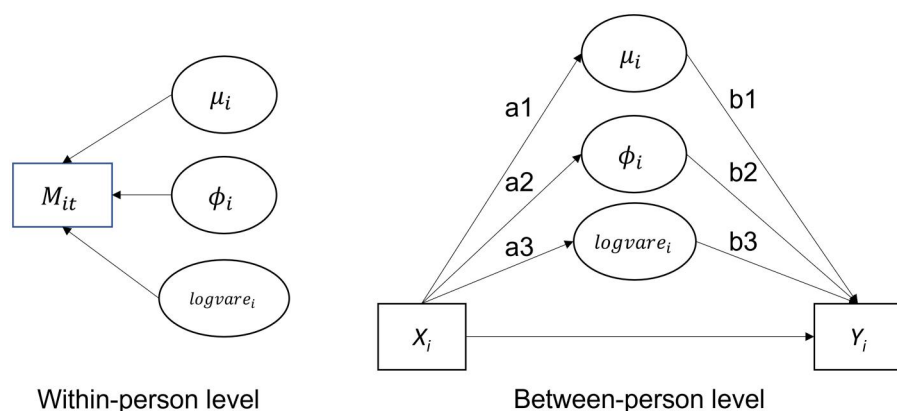 μᵢ
ϕᵢ
logvareᵢ
Mᵢₜ
Within-person level
μᵢ
a1
b1
ϕᵢ
a2
b2
logvareᵢ
a3
b3
Xᵢ
Yᵢ
Between-person level